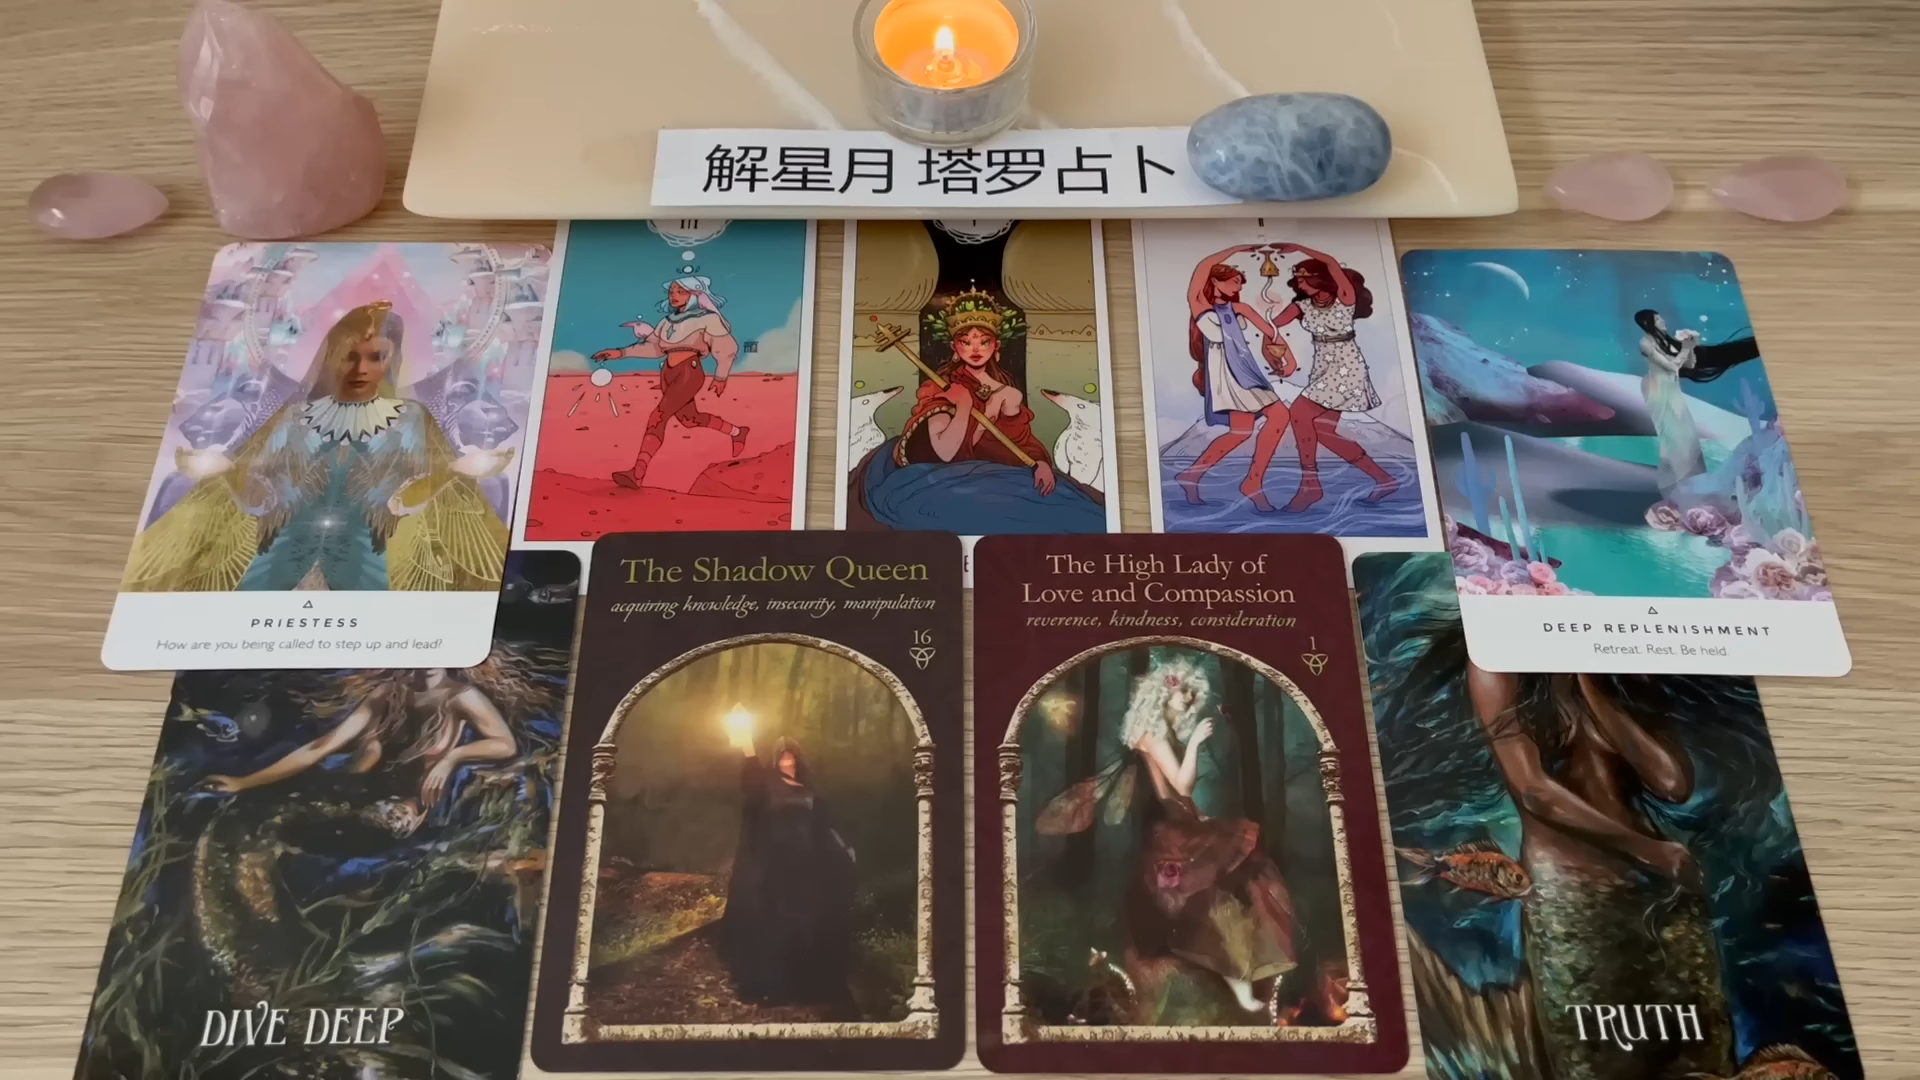 解星月 塔罗占卜
III
II
PRIESTESS
How are you being called to step up and lead?
DEEP REPLENISHMENT
Retreat. Rest. Be held.
The Shadow Queen
acquiring knowledge, insecurity, manipulation
16
The High Lady of
Love and Compassion
reverence, kindness, consideration
1
DIVE DEEP
TRUTH